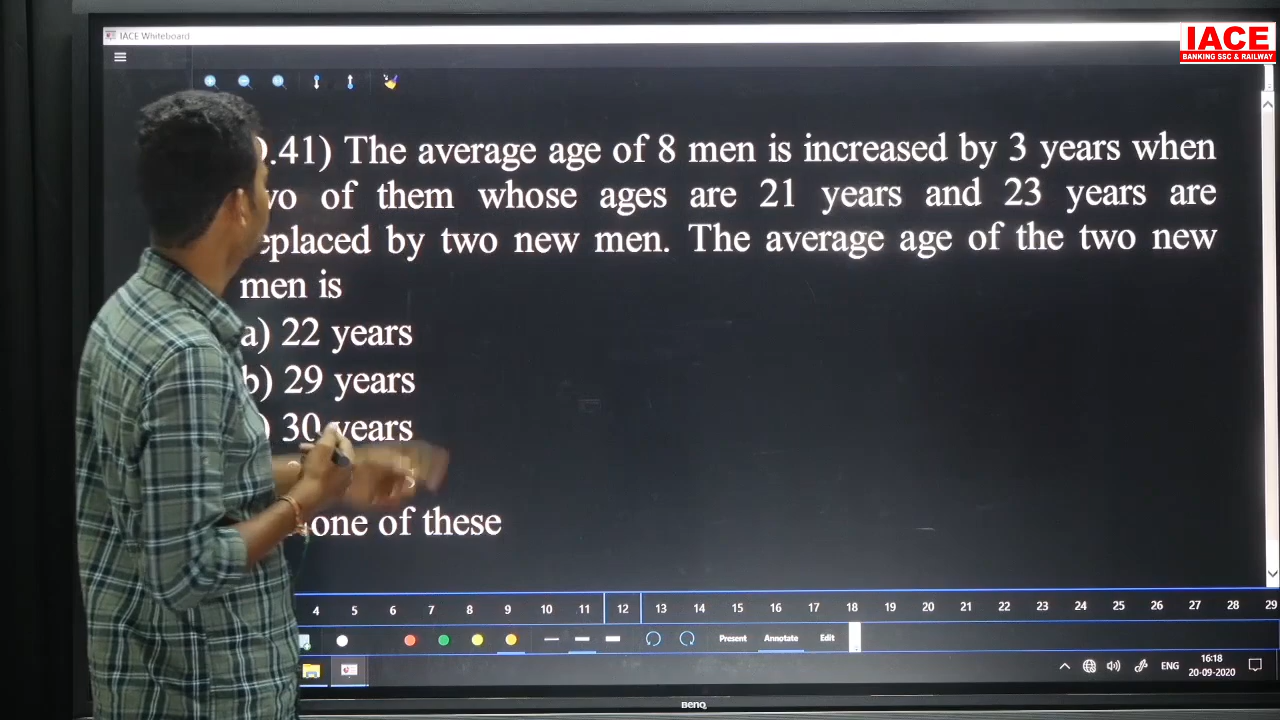 IACE Whiteboard
IACE
BANKING SSC & RAILWAY
.41) The average age of 8 men is increased by 3 years when
of them whose ages are 21 years and 23 years are
eplaced by two new men. The average age of the two new
men is
a) 22 years
b) 29 years
) 30 years
one of these
4 5 6 7 8 9 10 11 12 13 14 15 16 17 18 19 20 21 22 23 24 25 26 27 28 29
Present Annotate Edit
ENG
16:18
20-09-2020
BenQ